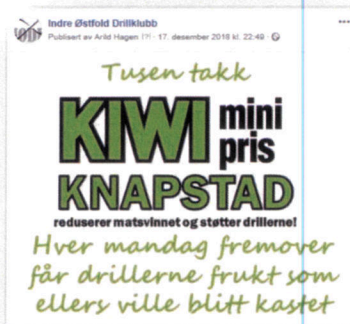 Indre Østfold Drillklubb
Publisert av Arild Hagen [?] · 17. desember 2018 kl. 22:49 ·
Tusen takk
KIWI mini pris
KNAPSTAD
reduserer matsvinnet og støtter drillerne!
Hver mandag fremover
får drillerne frukt som
ellers ville blitt kastet